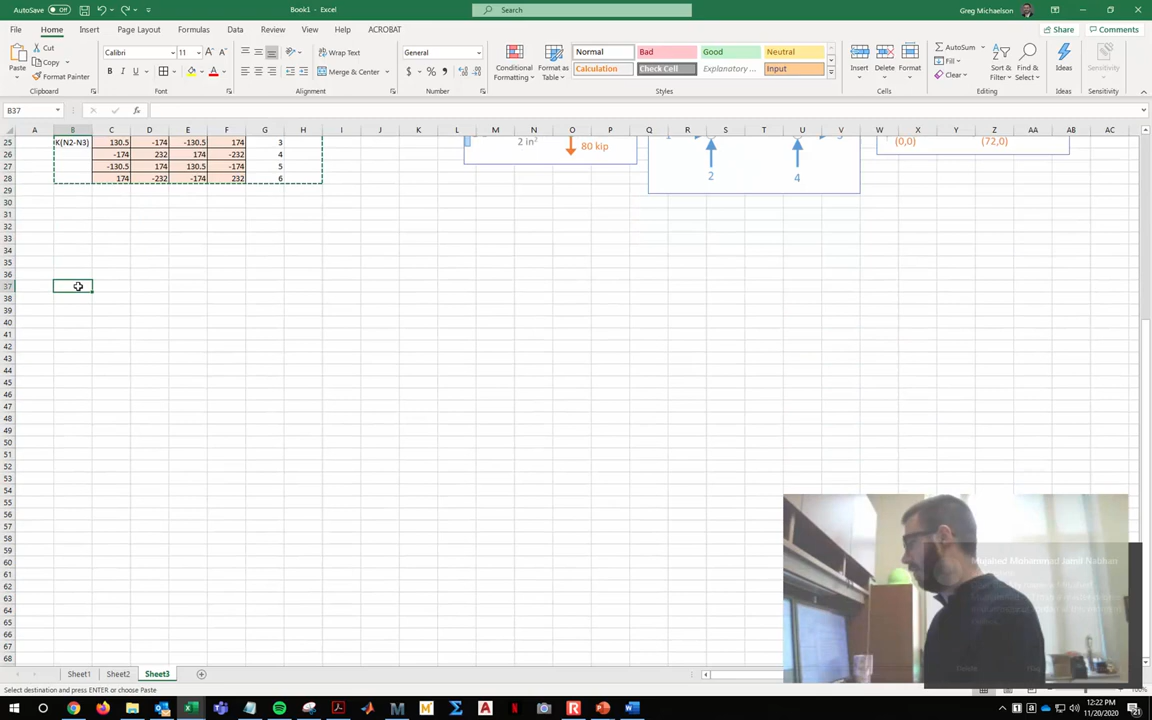 AutoSave Off
Book1 - Excel
Search
Greg Michaelson
File Home Insert Draw Page Layout Formulas Data Review View Help ACROBAT
Share Comments
Paste
Cut
Copy
Format Painter
Clipboard
Calibri 11
B I U
Font
Wrap Text
Merge & Center
Alignment
General
$ % ,
Number
Conditional Formatting
Format as Table
Normal Bad Good Neutral
Calculation Check Cell Explanatory ... Input
Styles
Insert Delete Format
Cells
AutoSum
Fill
Clear
Sort & Filter
Find & Select
Editing
Ideas
Ideas
Sensitivity
Sensitivity
B37
fx
A B C D E F G H I J K L M N O P Q R S T U V W X Y Z AA AB AC
25 K(N2-N3) 130.5 -174 -130.5 174 3
26 -174 232 174 -232 4
27 -130.5 174 130.5 -174 5
28 174 -232 -174 232 6
2 in²
80 kip
2
4
(0,0)
(72,0)
29
30
31
32
33
34
35
36
37
38
39
40
41
42
43
44
45
46
47
48
49
50
51
52
53
54
55
56
57
58
59
60
61
62
63
64
65
66
67
68
Mujahed Mohammad Jamil Nabhan
Sheet1 Sheet2 Sheet3
Select destination and press ENTER or choose Paste
12:22 PM
11/20/2020